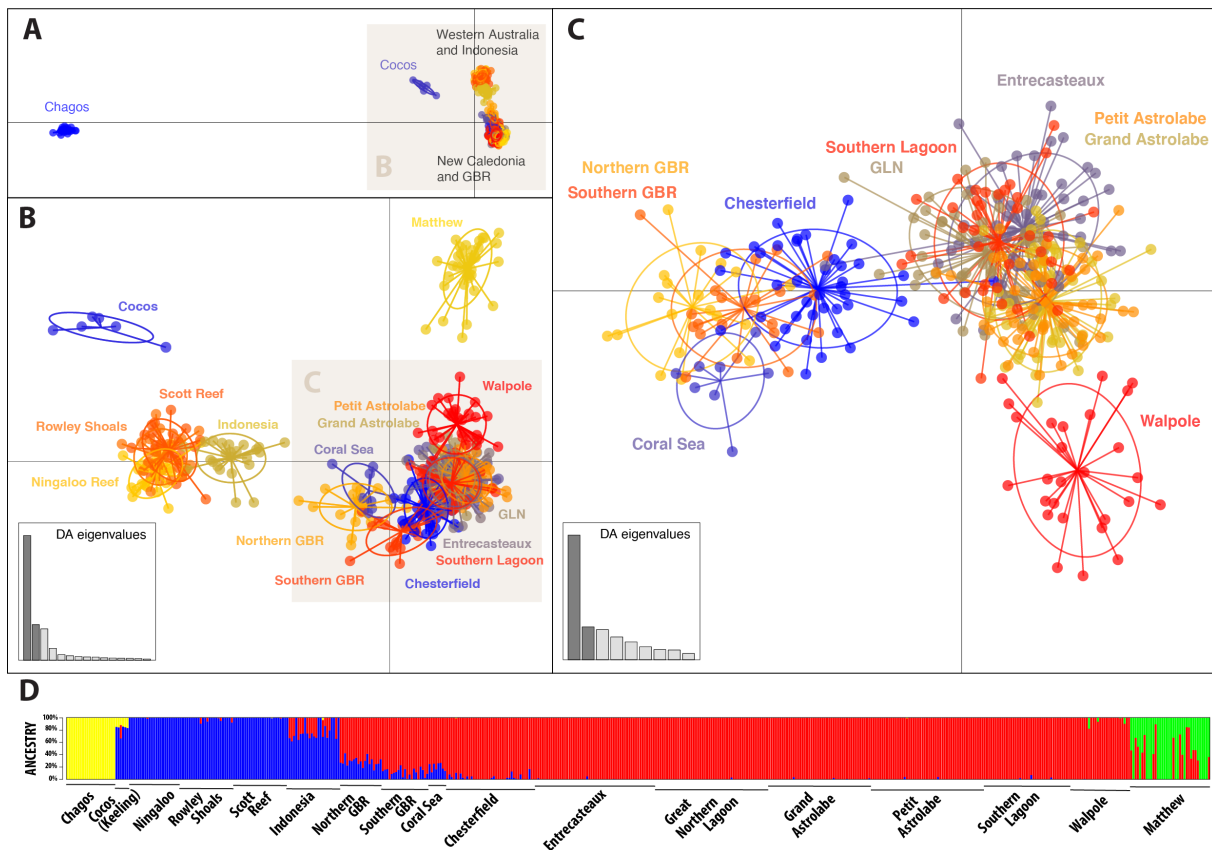 A
Chagos
Cocos
Western Australia
and Indonesia
B
New Caledonia
and GBR
B
Matthew
Cocos
Scott Reef
Rowley Shoals
Indonesia
Ningaloo Reef
C
Walpole
Petit Astrolabe
Grand Astrolabe
Coral Sea
GLN
Northern GBR
Entrecasteaux
Southern Lagoon
Southern GBR
Chesterfield
DA eigenvalues
C
Entrecasteaux
Petit Astrolabe
Grand Astrolabe
Southern Lagoon
GLN
Northern GBR
Southern GBR
Chesterfield
Coral Sea
Walpole
DA eigenvalues
D
ANCESTRY
100%
80%
60%
40%
20%
0%
Chagos
Cocos
(Keeling)
Ningaloo
Rowley
Shoals
Scott
Reef
Indonesia
Northern
GBR
Southern
GBR
Coral Sea
Chesterfield
Entrecasteaux
Great
Northern
Lagoon
Grand
Astrolabe
Petit
Astrolabe
Southern
Lagoon
Walpole
Matthew